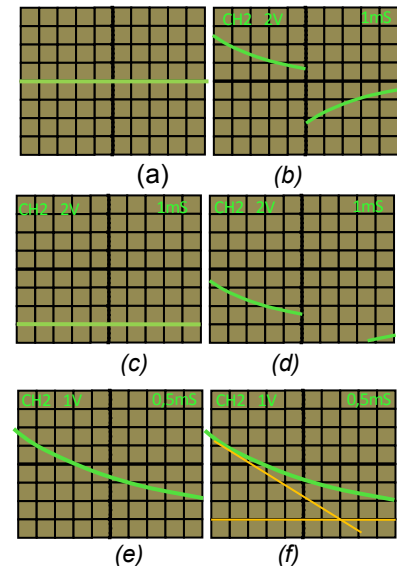 CH2 2V 1mS
(a) (b)
CH2 2V 1mS CH2 2V 1mS
(c) (d)
CH2 1V 0,5mS CH2 1V 0,5mS
(e) (f)